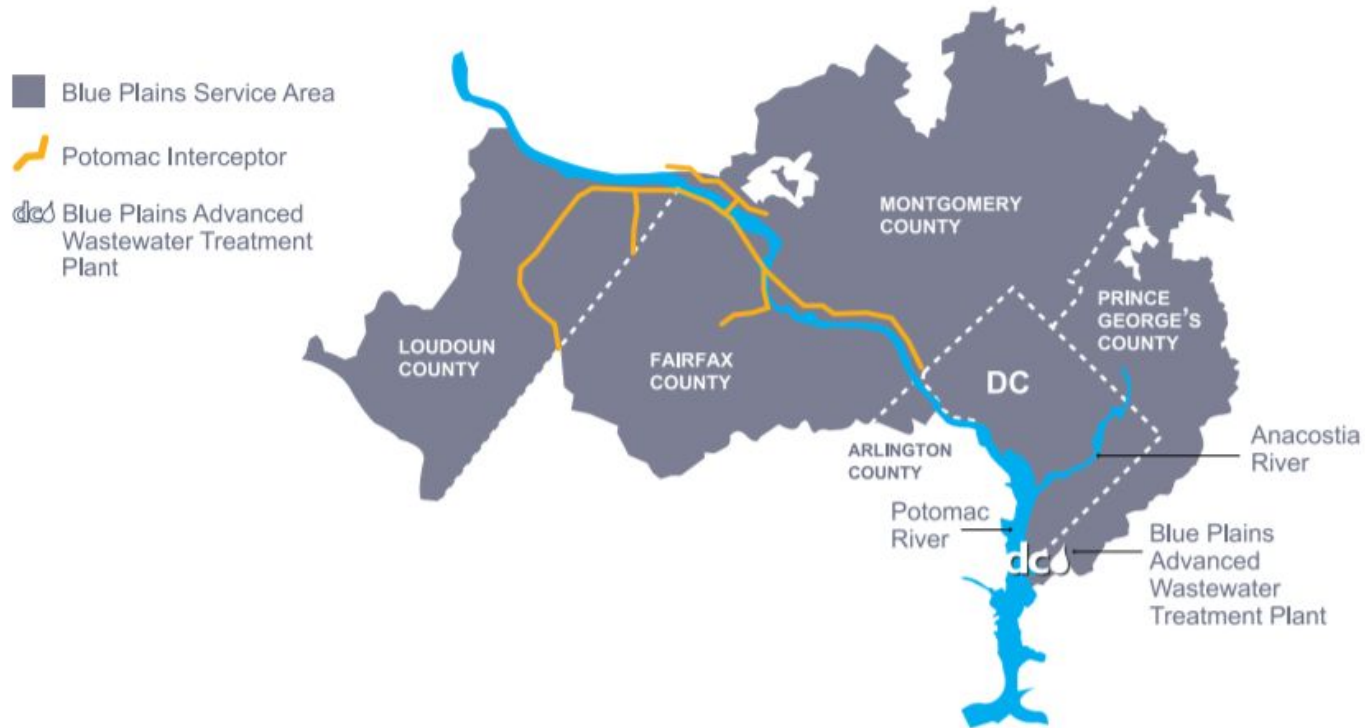 Blue Plains Service Area
Potomac Interceptor
dc Blue Plains Advanced
Wastewater Treatment
Plant
MONTGOMERY
COUNTY
PRINCE
GEORGE'S
COUNTY
LOUDOUN
COUNTY
FAIRFAX
COUNTY
DC
ARLINGTON
COUNTY
Anacostia
River
Potomac
River
dc
Blue Plains
Advanced
Wastewater
Treatment Plant